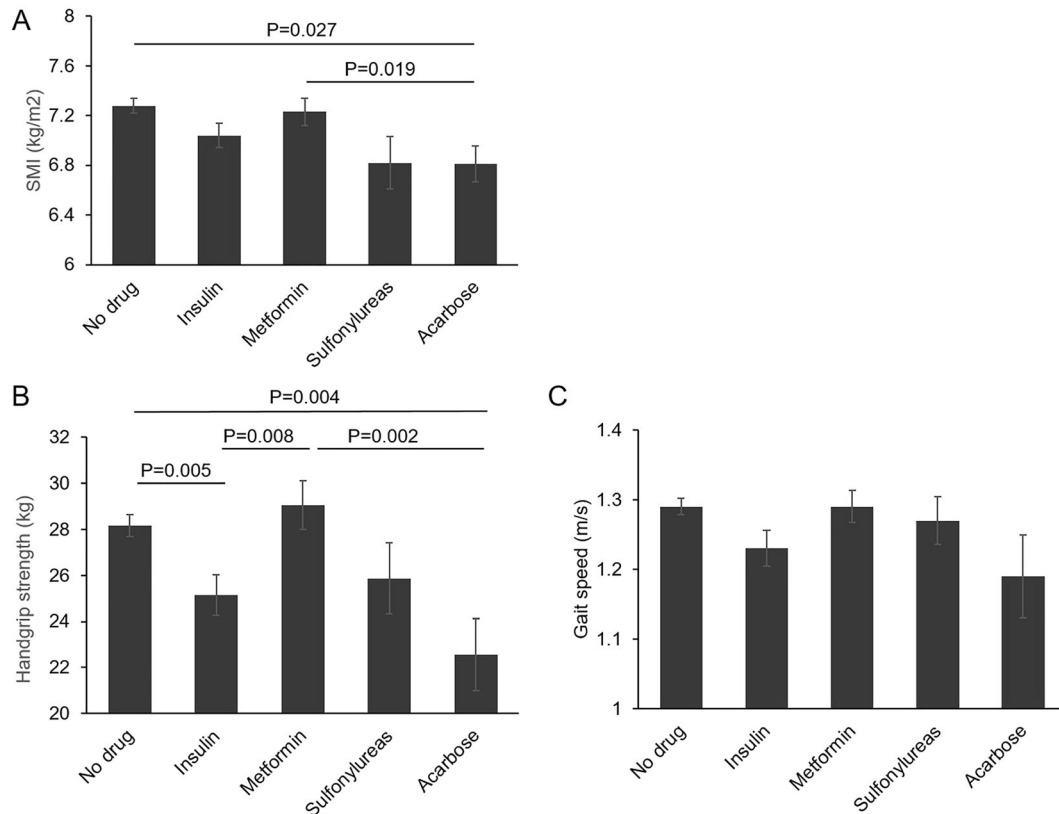 A
8
7.6
7.2
6.8
6.4
6
SMI (kg/m2)
P=0.027
P=0.019
No drug
Insulin
Metformin
Sulfonylureas
Acarbose
B
32
30
28
26
24
22
20
Handgrip strength (kg)
P=0.004
P=0.008
P=0.002
P=0.005
No drug
Insulin
Metformin
Sulfonylureas
Acarbose
C
1.4
1.3
1.2
1.1
1
Gait speed (m/s)
No drug
Insulin
Metformin
Sulfonylureas
Acarbose